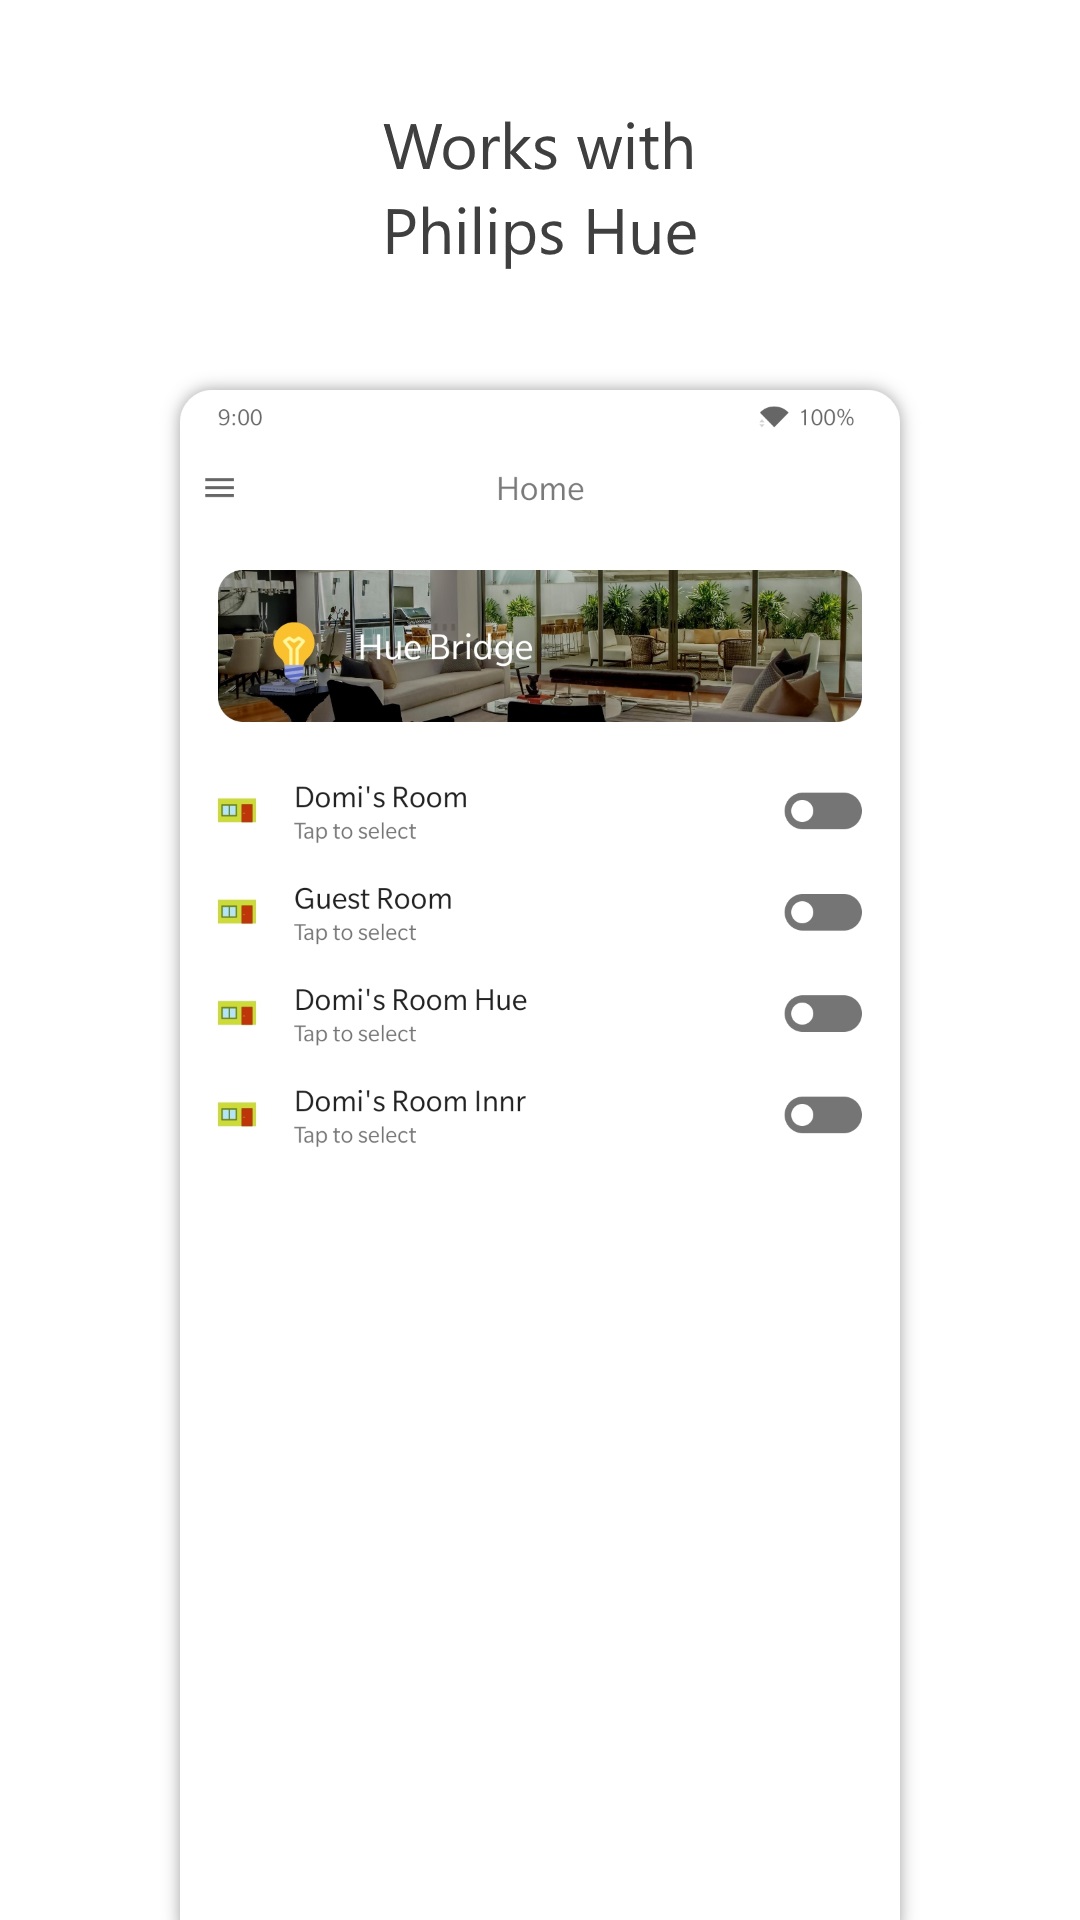 Works with
Philips Hue
9:00
100%
Home
Hue Bridge
Domi's Room
Tap to select
Guest Room
Tap to select
Domi's Room Hue
Tap to select
Domi's Room Innr
Tap to select